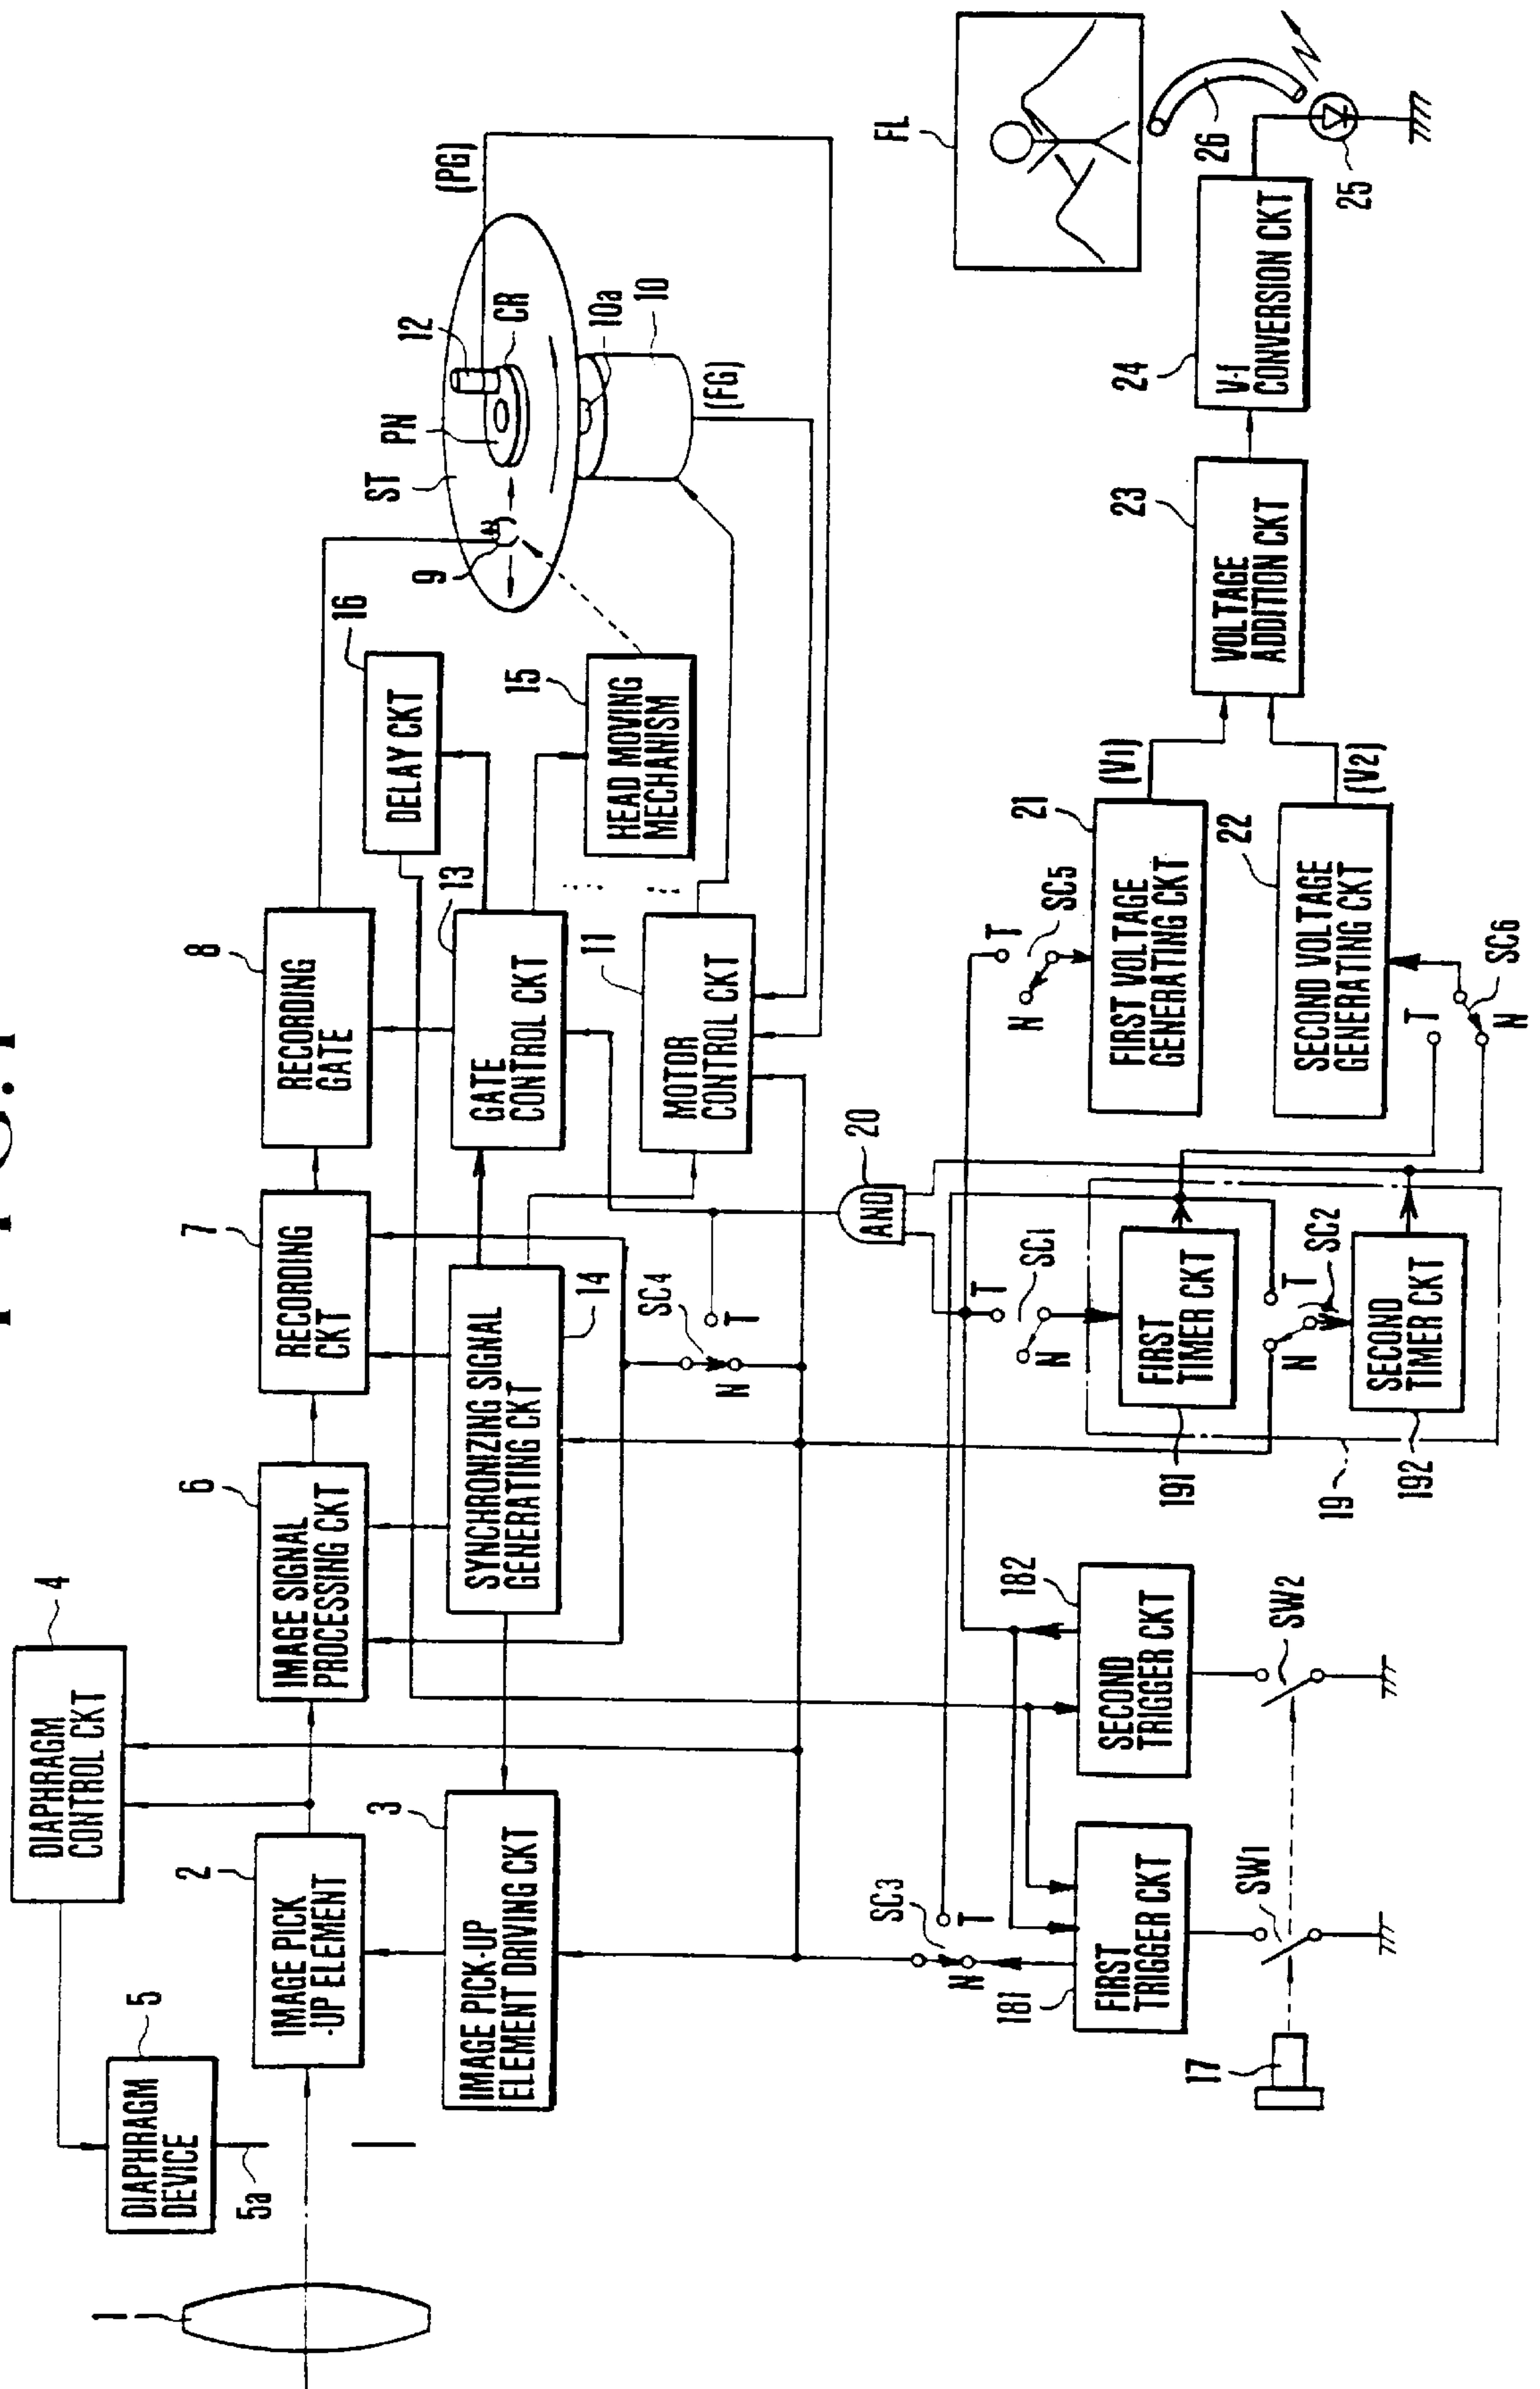 FIG. 1
1
DIAPHRAGM
DEVICE
5
5a
DIAPHRAGM
CONTROL CKT
4
IMAGE PICK
-UP ELEMENT
2
IMAGE PICK-UP
ELEMENT DRIVING CKT
3
IMAGE SIGNAL
PROCESSING CKT
6
RECORDING
CKT
7
RECORDING
GATE
8
SYNCHRONIZING SIGNAL
GENERATING CKT
14
GATE
CONTROL CKT
13
DELAY CKT
16
MOTOR
CONTROL CKT
11
HEAD MOVING
MECHANISM
15
9
ST
PN
12
CR
10a
10
(PG)
(FG)
SC4
N
T
SC3
N
T
17
SW1
SW2
FIRST
TRIGGER CKT
181
SECOND
TRIGGER CKT
182
AND
20
T
SC1
N
FIRST
TIMER CKT
191
T
SC2
N
SECOND
TIMER CKT
192
19
T
SC5
N
FIRST VOLTAGE
GENERATING CKT
21
(V1)
SECOND VOLTAGE
GENERATING CKT
22
(V2)
T
SC6
N
VOLTAGE
ADDITION CKT
23
V-f
CONVERSION CKT
24
25
26
FL